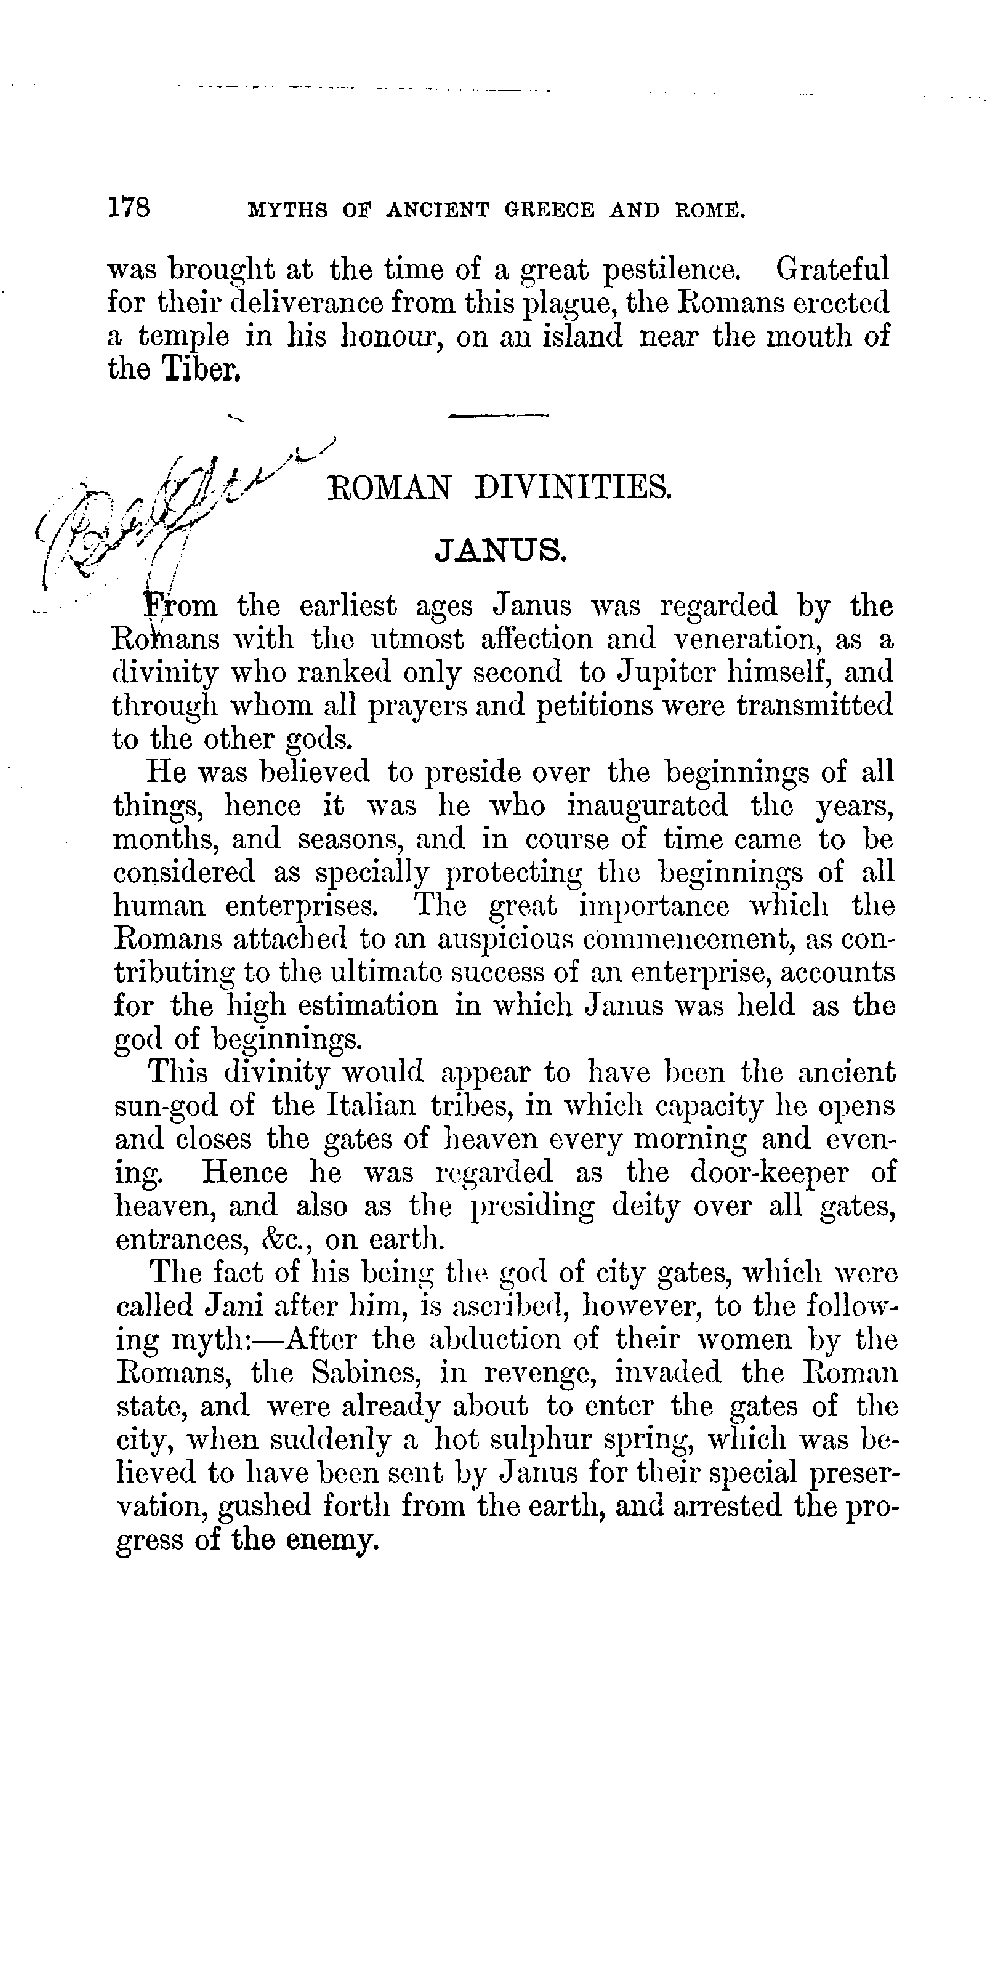 178 MYTHS OF ANCIENT GREECE AND ROME.
was brought at the time of a great pestilence. Grateful
for their deliverance from this plague, the Romans erected
a temple in his honour, on an island near the mouth of
the Tiber.
ROMAN DIVINITIES.
JANUS.
From the earliest ages Janus was regarded by the
Romans with the utmost affection and veneration, as a
divinity who ranked only second to Jupiter himself, and
through whom all prayers and petitions were transmitted
to the other gods.
He was believed to preside over the beginnings of all
things, hence it was he who inaugurated the years,
months, and seasons, and in course of time came to be
considered as specially protecting the beginnings of all
human enterprises. The great importance which the
Romans attached to an auspicious commencement, as con-
tributing to the ultimate success of an enterprise, accounts
for the high estimation in which Janus was held as the
god of beginnings.
This divinity would appear to have been the ancient
sun-god of the Italian tribes, in which capacity he opens
and closes the gates of heaven every morning and even-
ing. Hence he was regarded as the door-keeper of
heaven, and also as the presiding deity over all gates,
entrances, &c., on earth.
The fact of his being the god of city gates, which were
called Jani after him, is ascribed, however, to the follow-
ing myth:—After the abduction of their women by the
Romans, the Sabines, in revenge, invaded the Roman
state, and were already about to enter the gates of the
city, when suddenly a hot sulphur spring, which was be-
lieved to have been sent by Janus for their special preser-
vation, gushed forth from the earth, and arrested the pro-
gress of the enemy.